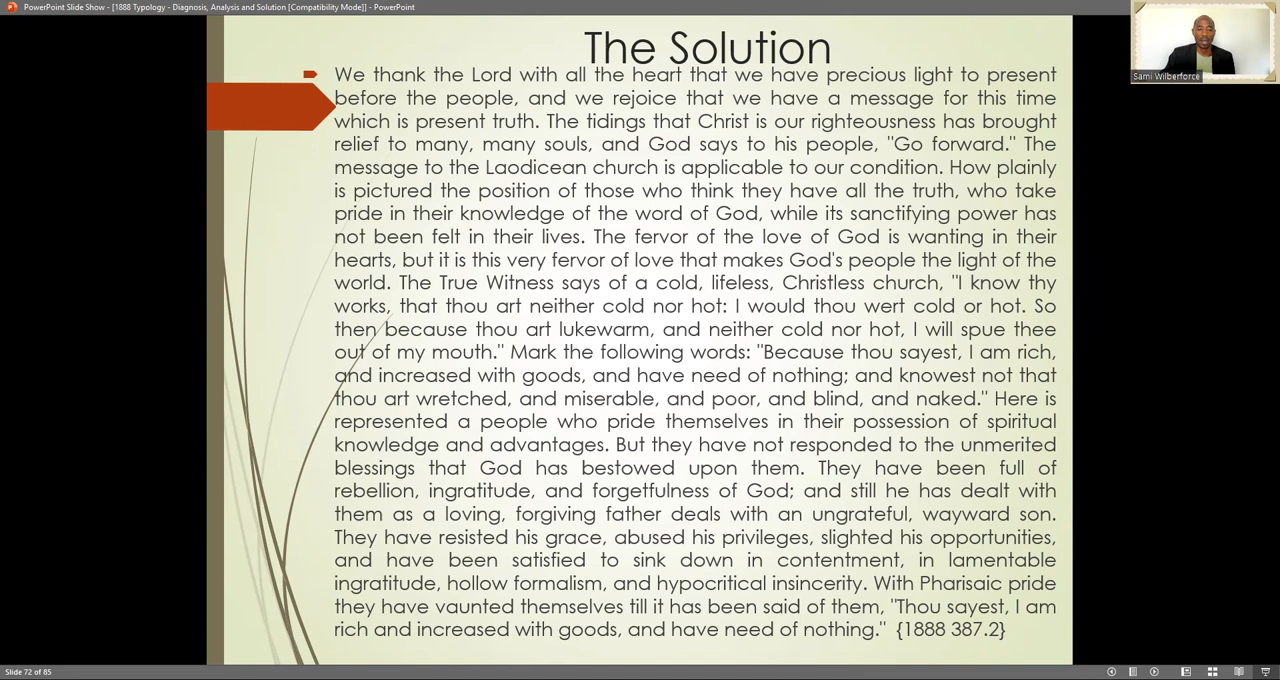 PowerPoint Slide Show - [1888 Typology - Diagnosis, Analysis and Solution [Compatibility Mode]] - PowerPoint
Sami Wilberforce
The Solution
We thank the Lord with all the heart that we have precious light to present
before the people, and we rejoice that we have a message for this time
which is present truth. The tidings that Christ is our righteousness has brought
relief to many, many souls, and God says to his people, "Go forward." The
message to the Laodicean church is applicable to our condition. How plainly
is pictured the position of those who think they have all the truth, who take
pride in their knowledge of the word of God, while its sanctifying power has
not been felt in their lives. The fervor of the love of God is wanting in their
hearts, but it is this very fervor of love that makes God's people the light of the
world. The True Witness says of a cold, lifeless, Christless church, "I know thy
works, that thou art neither cold nor hot: I would thou wert cold or hot. So
then because thou art lukewarm, and neither cold nor hot, I will spue thee
out of my mouth." Mark the following words: "Because thou sayest, I am rich,
and increased with goods, and have need of nothing; and knowest not that
thou art wretched, and miserable, and poor, and blind, and naked." Here is
represented a people who pride themselves in their possession of spiritual
knowledge and advantages. But they have not responded to the unmerited
blessings that God has bestowed upon them. They have been full of
rebellion, ingratitude, and forgetfulness of God; and still he has dealt with
them as a loving, forgiving father deals with an ungrateful, wayward son.
They have resisted his grace, abused his privileges, slighted his opportunities,
and have been satisfied to sink down in contentment, in lamentable
ingratitude, hollow formalism, and hypocritical insincerity. With Pharisaic pride
they have vaunted themselves till it has been said of them, "Thou sayest, I am
rich and increased with goods, and have need of nothing." {1888 387.2}
Slide 72 of 85